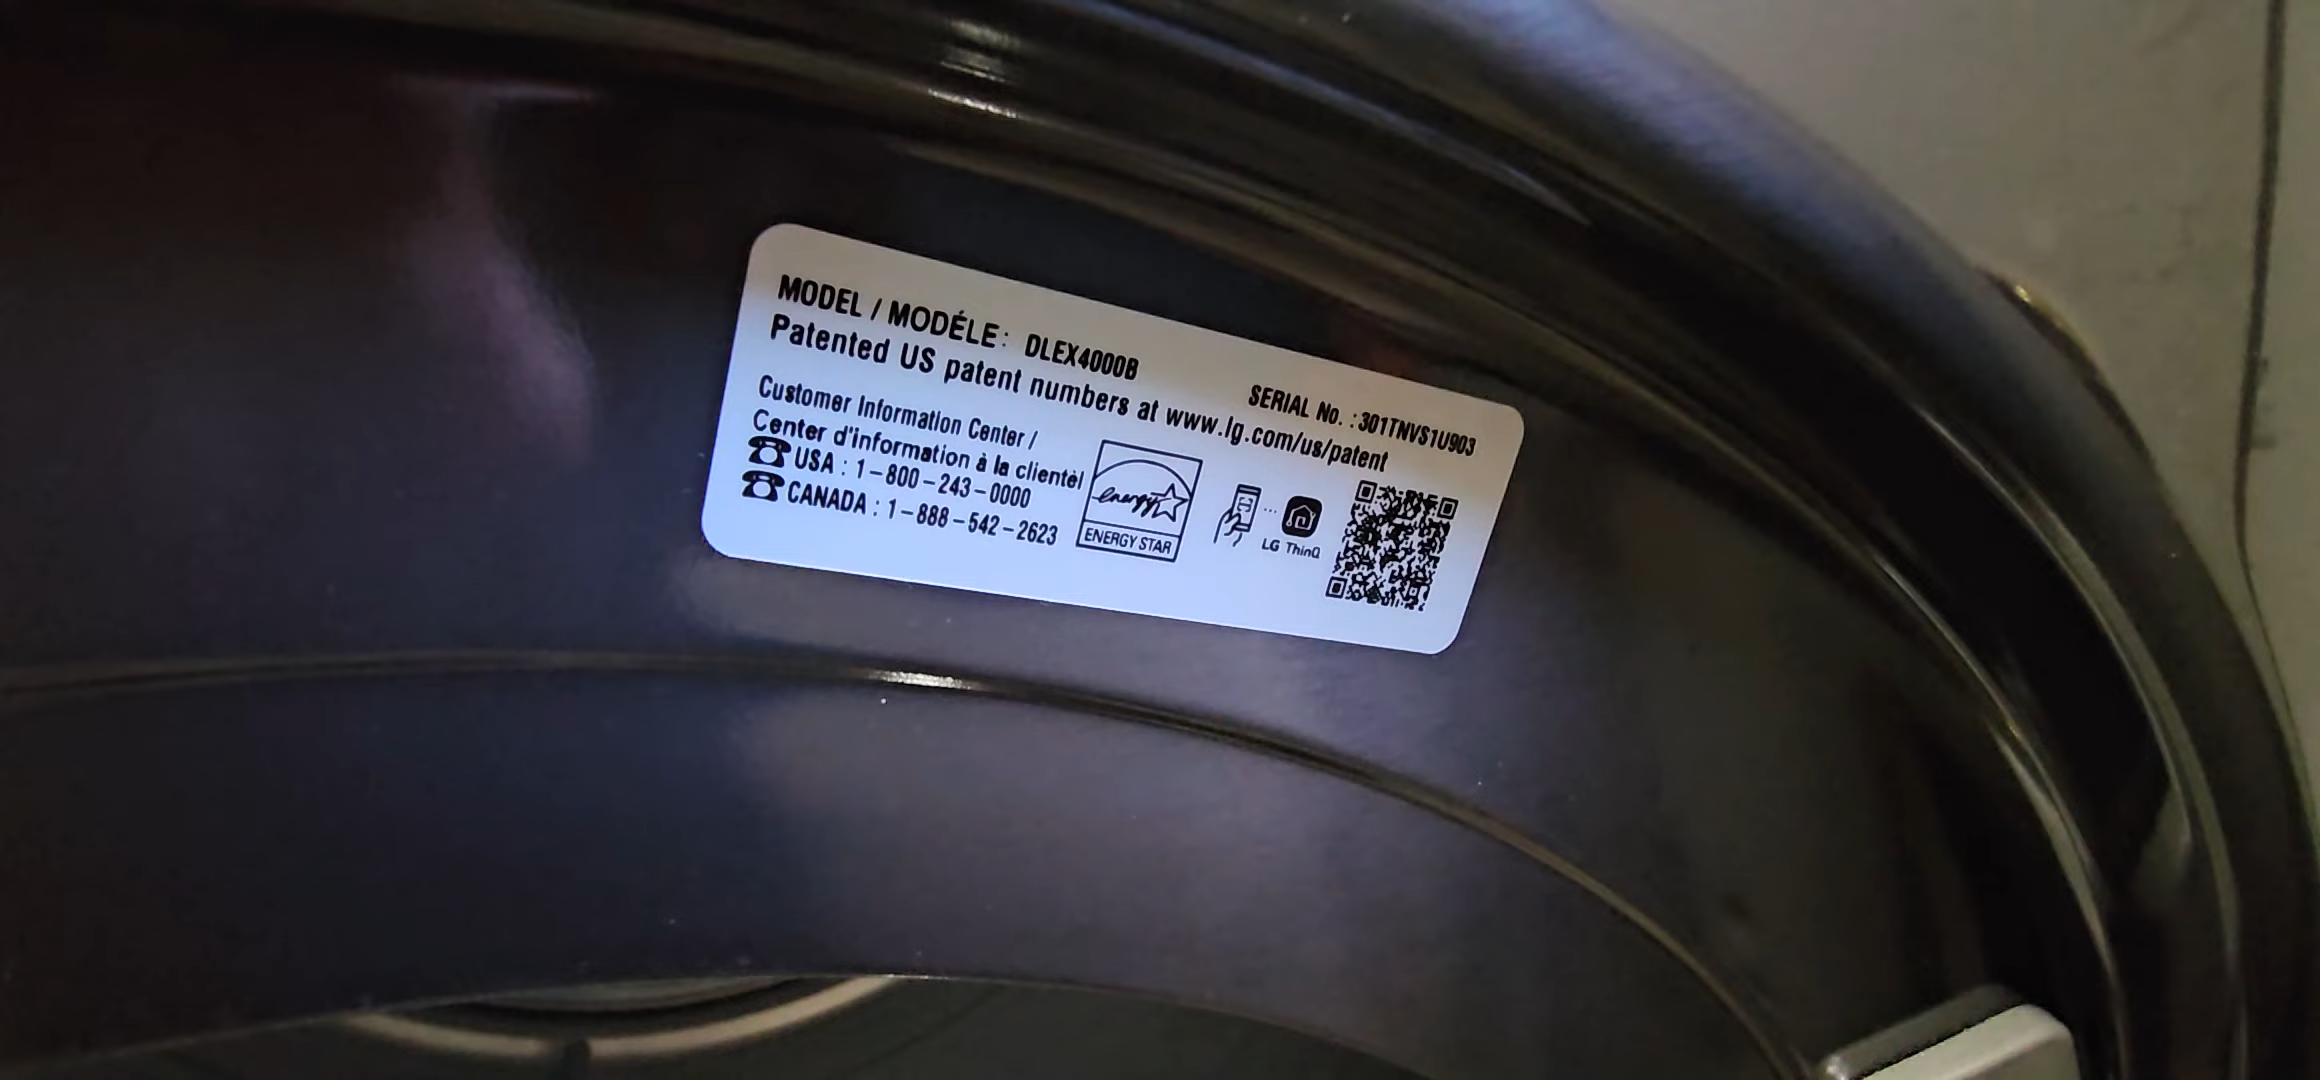 MODEL / MODÉLE: DLEX4000B
SERIAL No. :301TNVS1U903
Patented US patent numbers at www.lg.com/us/patent
Customer Information Center /
Center d'information à la clientèl
USA : 1-800-243-0000
CANADA : 1-888-542-2623
energy
ENERGY STAR
LG ThinQ